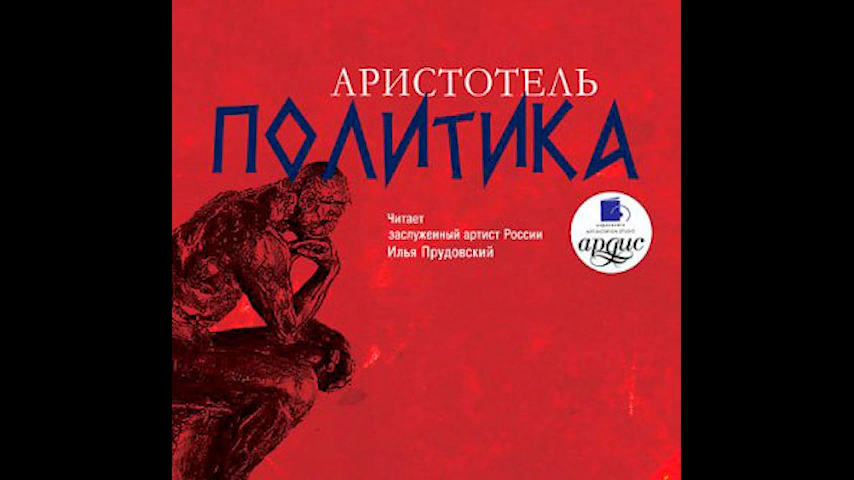 АРИСТОТЕЛЬ
ПОЛИТИКА
Читает
заслуженный артист России
Илья Прудовский
ардис